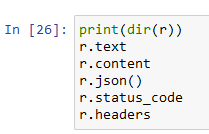 In [26]: print(dir(r))
r.text
r.content
r.json()
r.status_code
r.headers